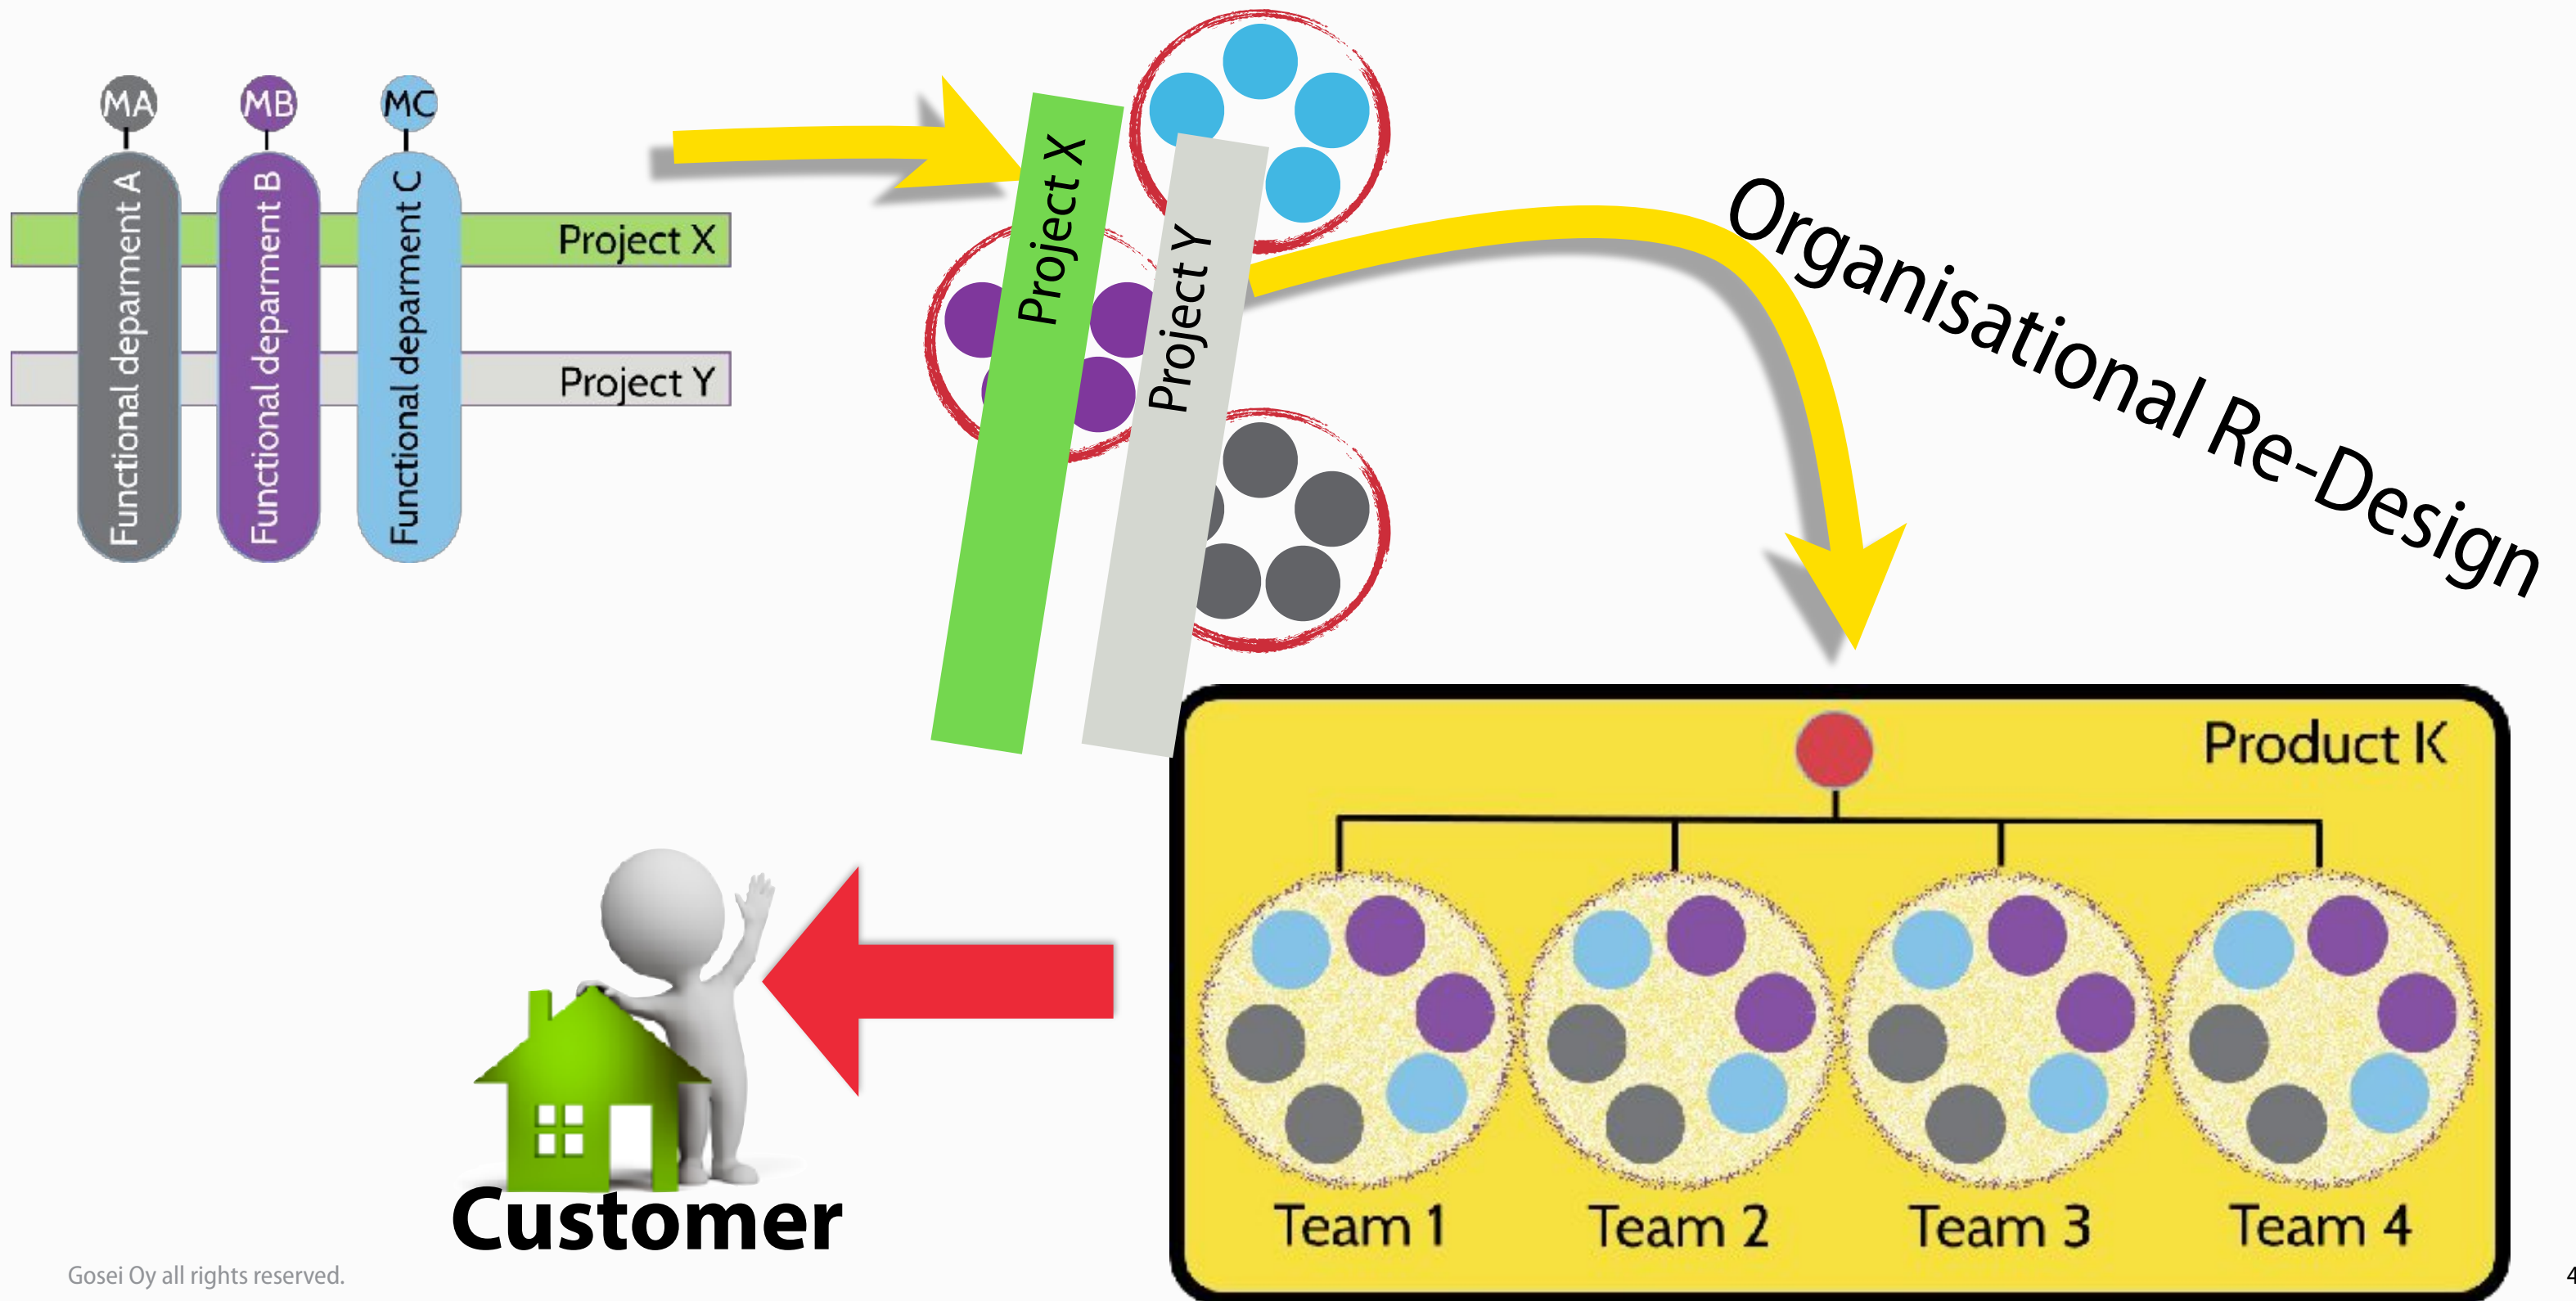 MA
MB
MC
Functional deparment A
Functional deparment B
Functional deparment C
Project X
Project Y
Project X
Project Y
Organisational Re-Design
Product K
Team 1
Team 2
Team 3
Team 4
Customer
Gosei Oy all rights reserved.
4